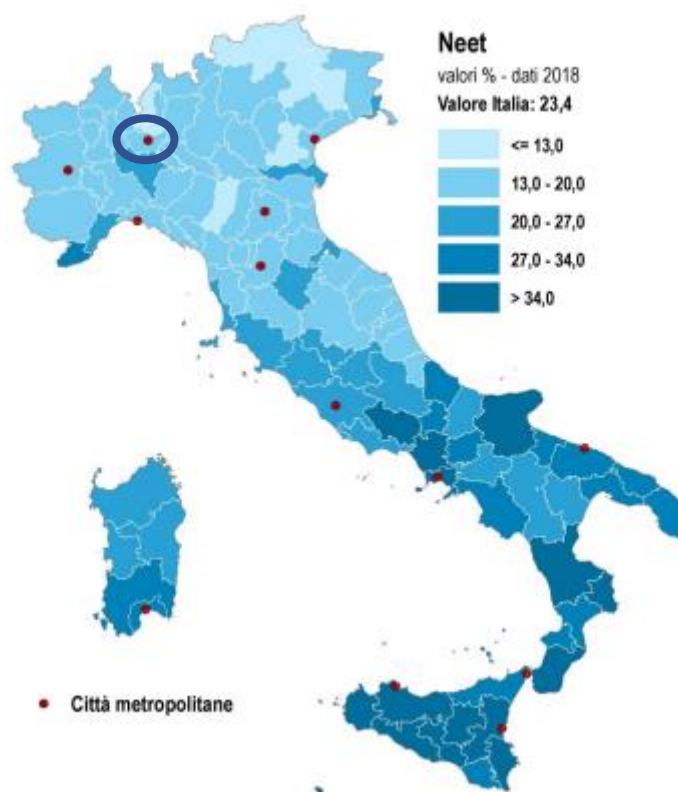 Neet
valori % - dati 2018
Valore Italia: 23,4
<= 13,0
13,0 - 20,0
20,0 - 27,0
27,0 - 34,0
> 34,0
Città metropolitane